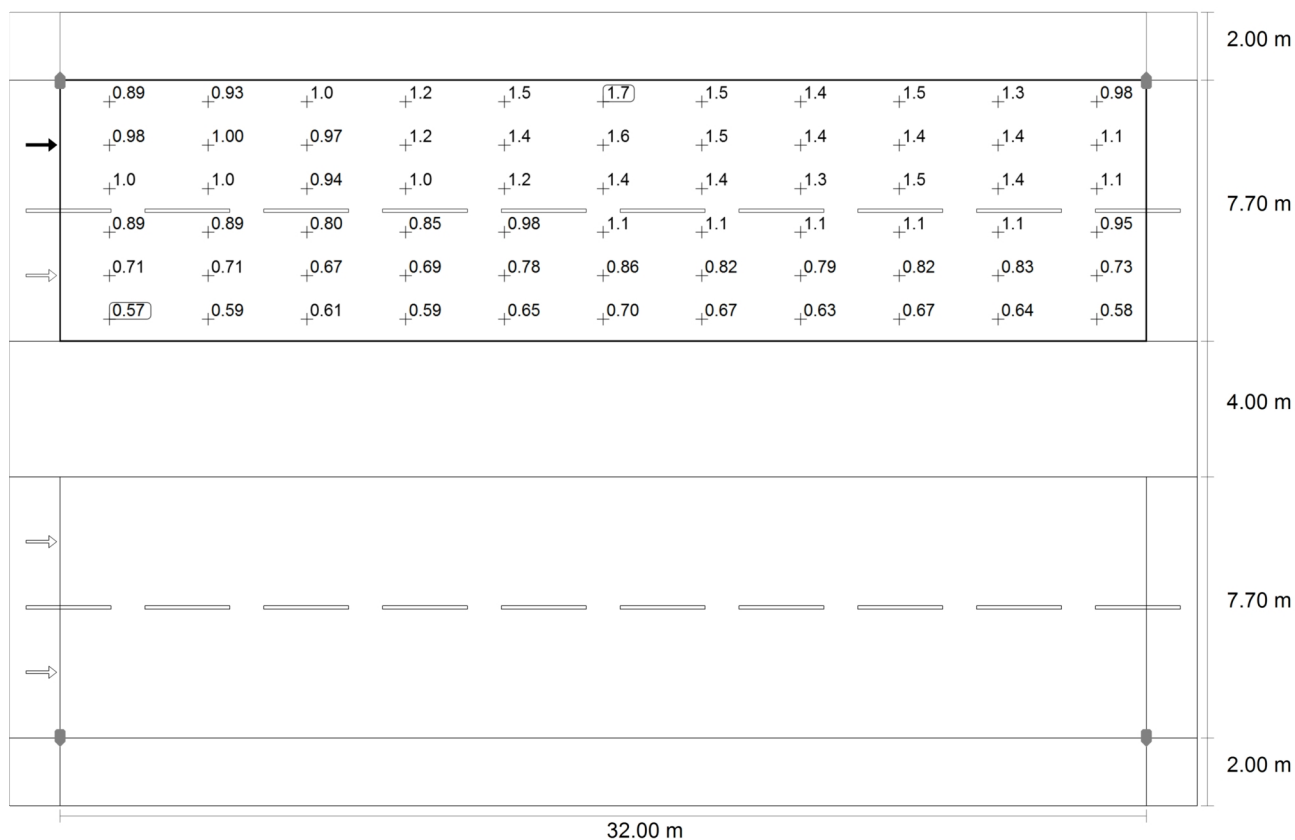 2.00 m
0.89 0.93 1.0 1.2 1.5 1.7 1.5 1.4 1.5 1.3 0.98
0.98 1.00 0.97 1.2 1.4 1.6 1.5 1.4 1.4 1.4 1.1
1.0 1.0 0.94 1.0 1.2 1.4 1.4 1.3 1.5 1.4 1.1
7.70 m
0.89 0.89 0.80 0.85 0.98 1.1 1.1 1.1 1.1 1.1 0.95
0.71 0.71 0.67 0.69 0.78 0.86 0.82 0.79 0.82 0.83 0.73
0.57 0.59 0.61 0.59 0.65 0.70 0.67 0.63 0.67 0.64 0.58
4.00 m
7.70 m
2.00 m
32.00 m